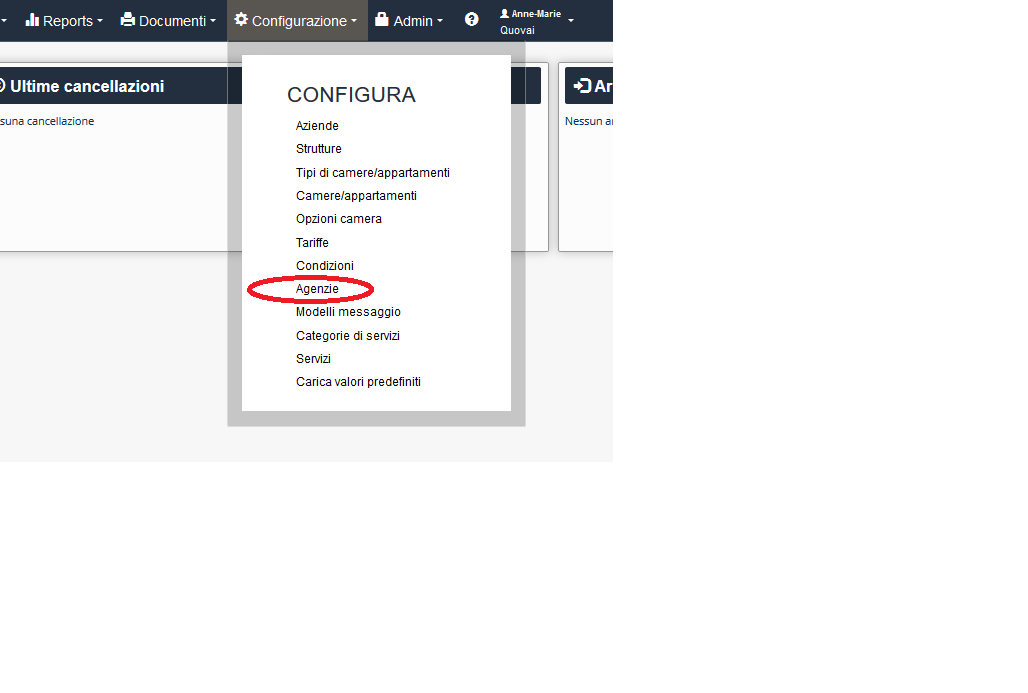 Reports
Documenti
Configurazione
Admin
Anne-Marie
Quovai
Ultime cancellazioni
suna cancellazione
Ar
Nessun
CONFIGURA
Aziende
Strutture
Tipi di camere/appartamenti
Camere/appartamenti
Opzioni camera
Tariffe
Condizioni
Agenzie
Modelli messaggio
Categorie di servizi
Servizi
Carica valori predefiniti